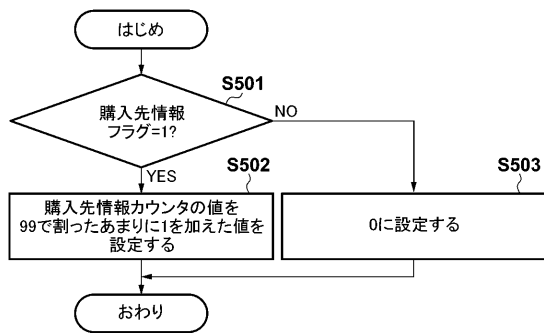 はじめ
S501
購入先情報
フラグ=1?
NO
YES
S502
購入先情報カウンタの値を
99で割ったあまりに1を加えた値を
設定する
S503
0に設定する
おわり